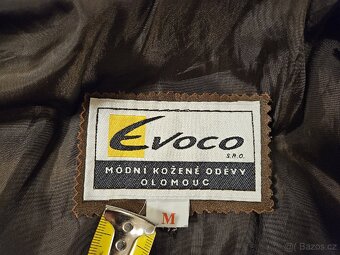 Evoco
S.R.O.
MÓDNÍ KOŽENÉ ODĚVY
OLOMOUC
M
© Bazos.cz